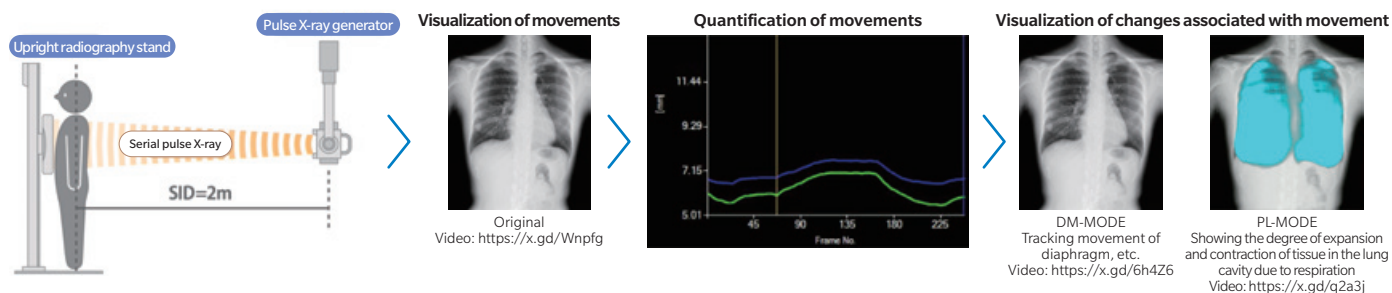 Upright radiography stand
Pulse X-ray generator
Serial pulse X-ray
SID=2m
Visualization of movements
Original
Video: https://x.gd/Wnpfg
Quantification of movements
[mm]
11.44
9.29
7.15
5.01
45
90
135
180
225
Frame No.
Visualization of changes associated with movement
DM-MODE
Tracking movement of
diaphragm, etc.
Video: https://x.gd/6h4Z6
PL-MODE
Showing the degree of expansion
and contraction of tissue in the lung
cavity due to respiration
Video: https://x.gd/q2a3j